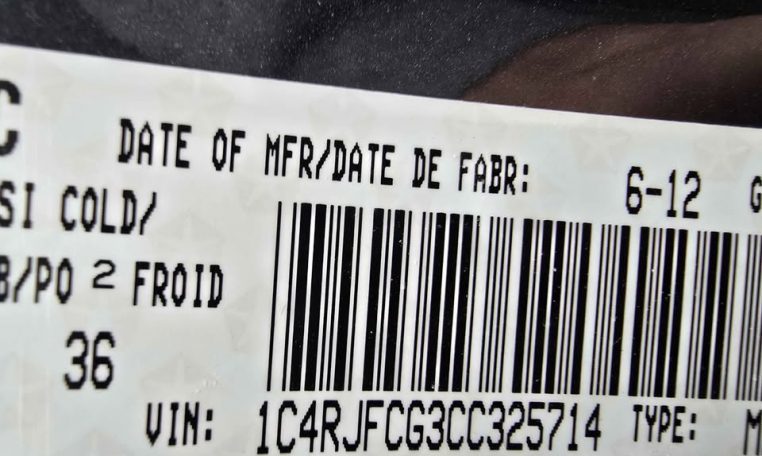 C
DATE OF MFR/DATE DE FABR: 6-12 G
SI COLD/
B/PO 2 FROID
36
VIN: 1C4RJFCG3CC325714 TYPE: M